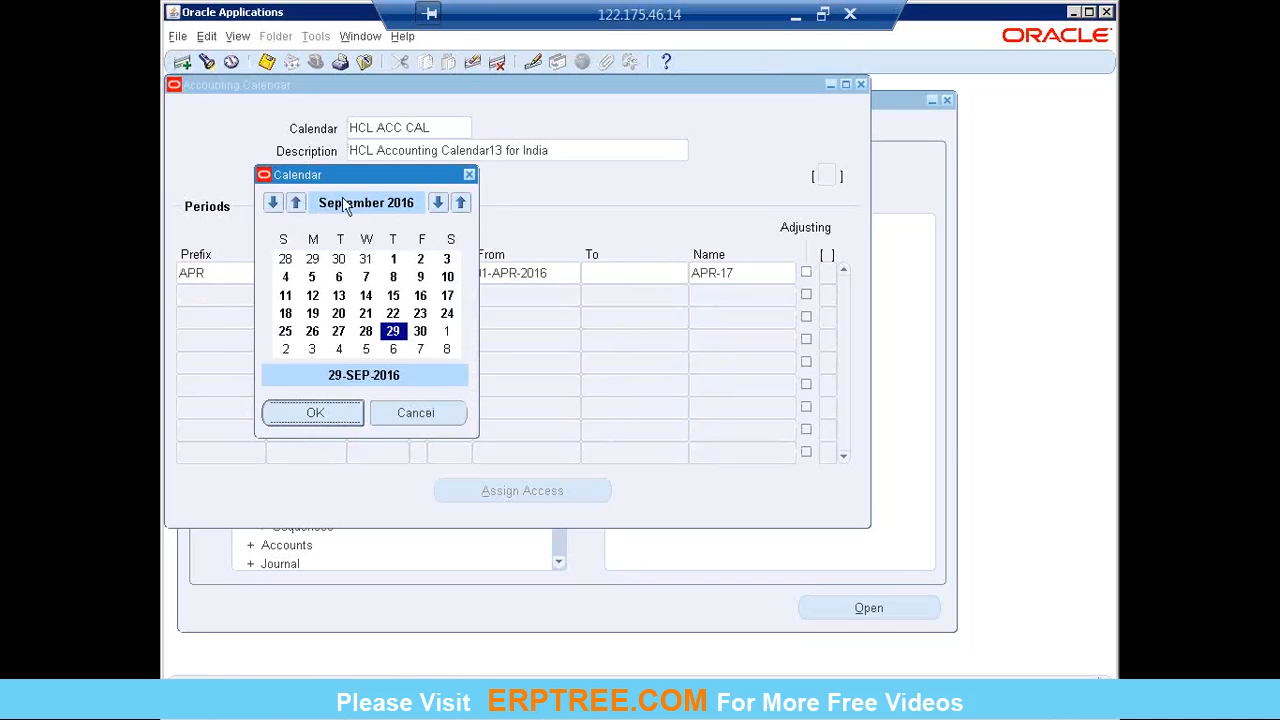 Oracle Applications
122.175.46.14
File Edit View Folder Tools Window Help
ORACLE
Accounting Calendar
Calendar HCL ACC CAL
Description HCL Accounting Calendar13 for India
Calendar
[ ]
September 2016
Periods
Adjusting
S M T W T F S
Prefix From To Name [ ]
28 29 30 31 1 2 3
APR 01-APR-2016 APR-17
4 5 6 7 8 9 10
11 12 13 14 15 16 17
18 19 20 21 22 23 24
25 26 27 28 29 30 1
2 3 4 5 6 7 8
29-SEP-2016
OK Cancel
Assign Access
Sequences
+ Accounts
+ Journal
Open
Please Visit ERPTREE.COM For More Free Videos